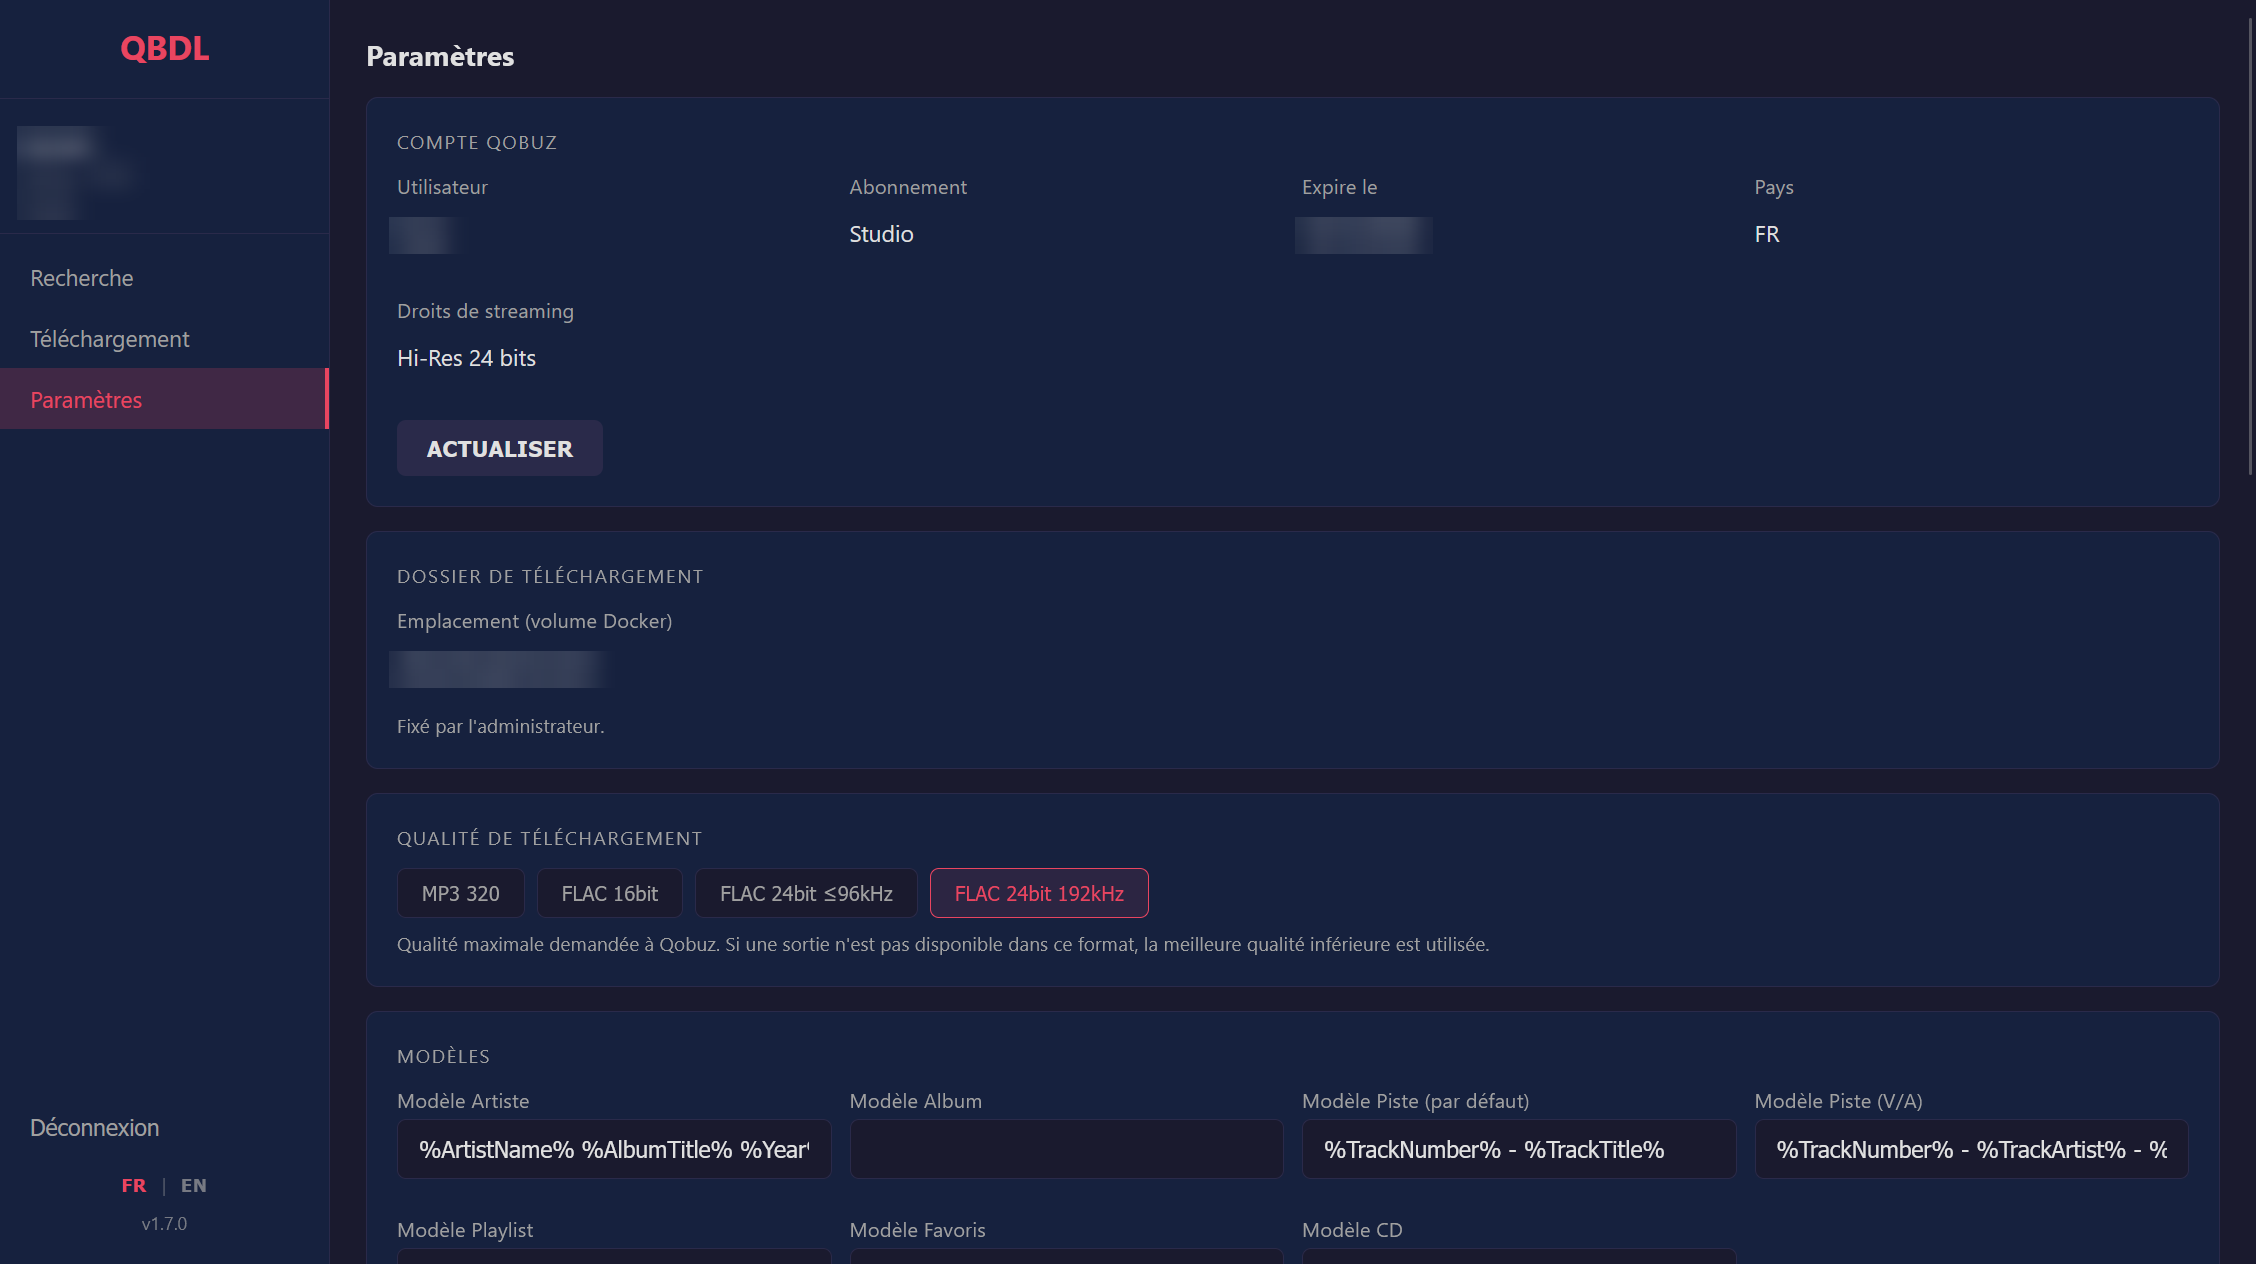 QBDL
Recherche
Téléchargement
Paramètres
Déconnexion
FR | EN
v1.7.0
Paramètres
COMPTE QOBUZ
Utilisateur
Abonnement
Studio
Expire le
Pays
FR
Droits de streaming
Hi-Res 24 bits
ACTUALISER
DOSSIER DE TÉLÉCHARGEMENT
Emplacement (volume Docker)
Fixé par l'administrateur.
QUALITÉ DE TÉLÉCHARGEMENT
MP3 320
FLAC 16bit
FLAC 24bit ≤96kHz
FLAC 24bit 192kHz
Qualité maximale demandée à Qobuz. Si une sortie n'est pas disponible dans ce format, la meilleure qualité inférieure est utilisée.
MODÈLES
Modèle Artiste
%ArtistName% %AlbumTitle% %Year
Modèle Album
Modèle Piste (par défaut)
%TrackNumber% - %TrackTitle%
Modèle Piste (V/A)
%TrackNumber% - %TrackArtist% - %
Modèle Playlist
Modèle Favoris
Modèle CD